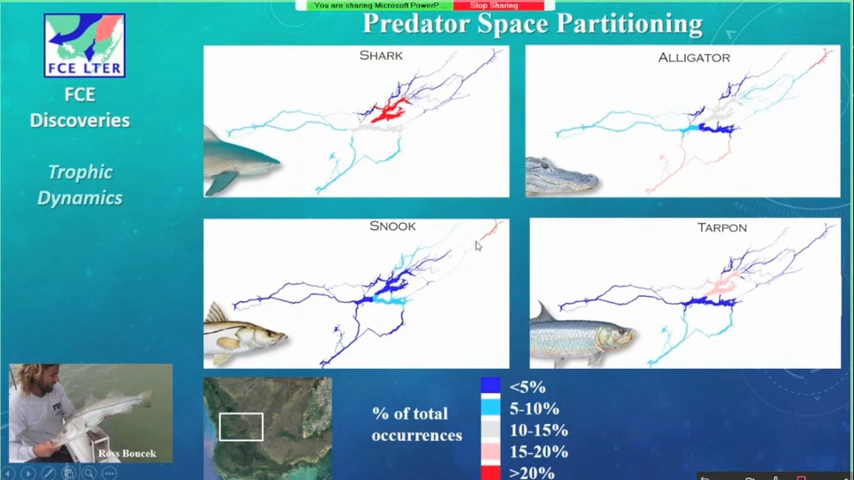 You are sharing Microsoft PowerP...
Stop Sharing
Predator Space Partitioning
FCE LTER
FCE
Discoveries
Trophic
Dynamics
SHARK
ALLIGATOR
SNOOK
TARPON
Ross Boucek
% of total
occurrences
<5%
5-10%
10-15%
15-20%
>20%